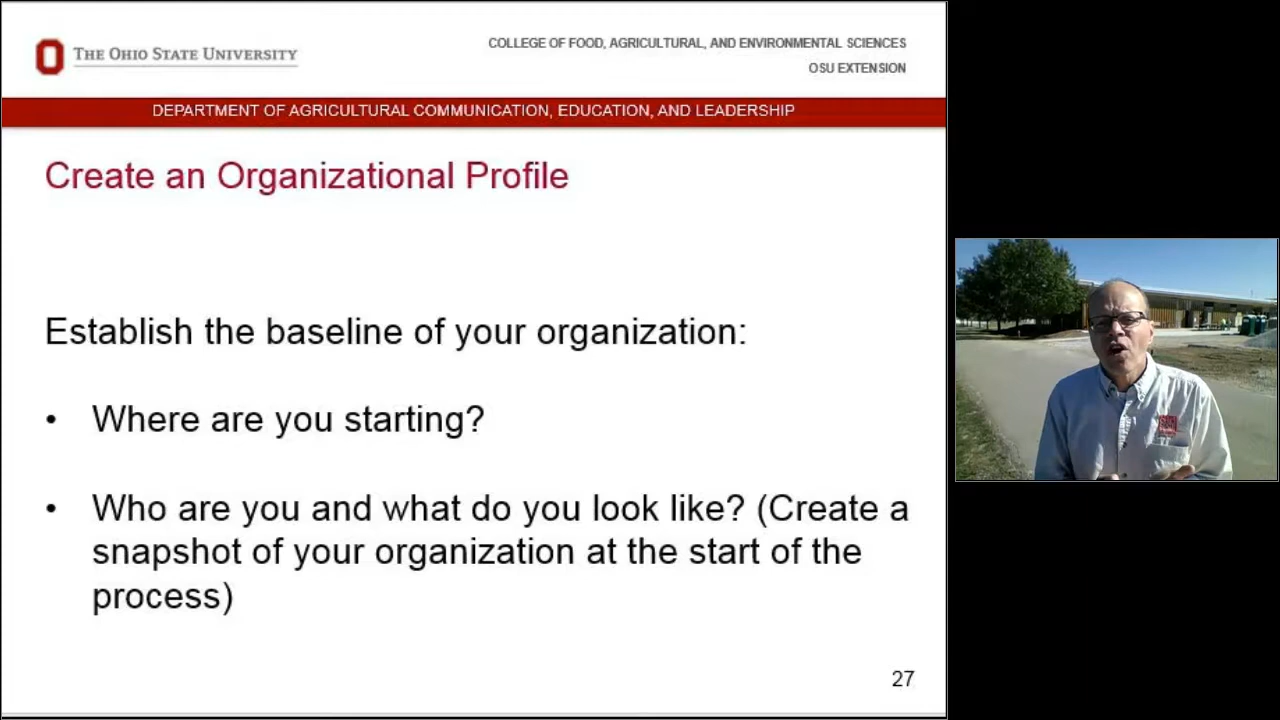 THE OHIO STATE UNIVERSITY
COLLEGE OF FOOD, AGRICULTURAL, AND ENVIRONMENTAL SCIENCES
OSU EXTENSION
DEPARTMENT OF AGRICULTURAL COMMUNICATION, EDUCATION, AND LEADERSHIP
Create an Organizational Profile
Establish the baseline of your organization:
• Where are you starting?
• Who are you and what do you look like? (Create a
snapshot of your organization at the start of the
process)
27